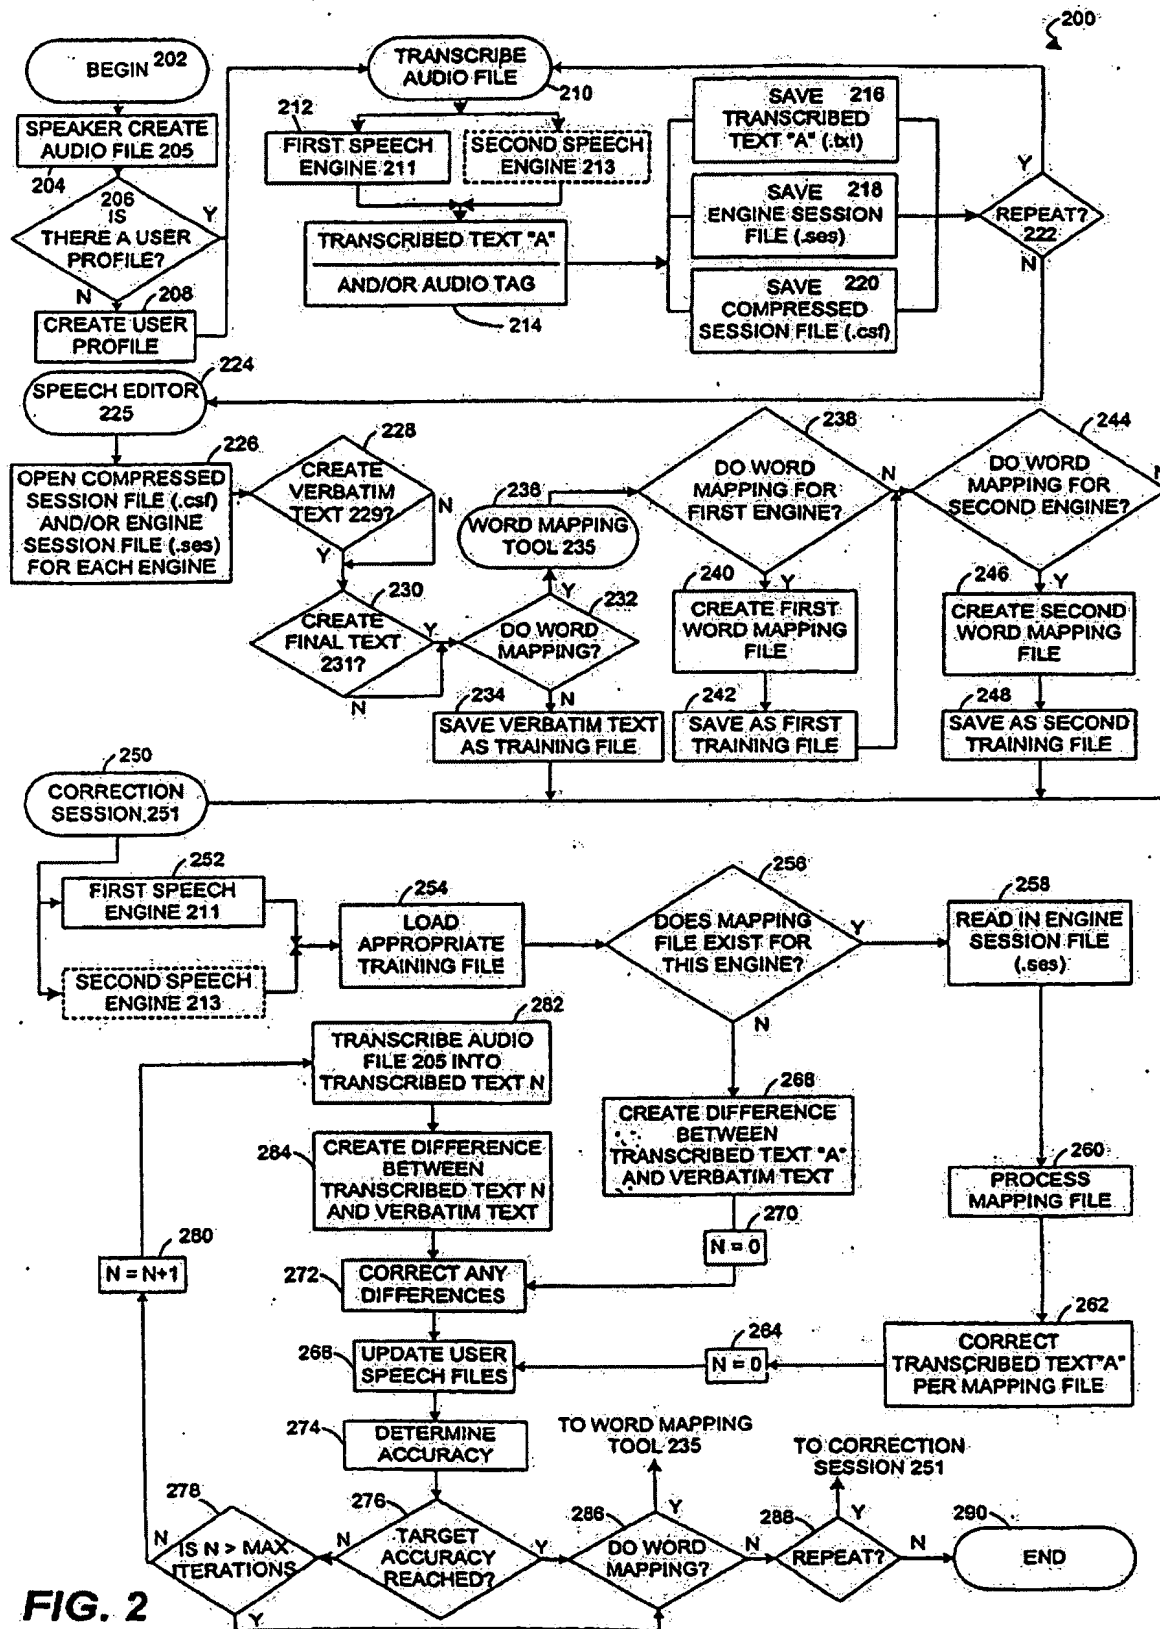 200
BEGIN 202
SPEAKER CREATE
AUDIO FILE 205
204
206
IS
THERE A USER
PROFILE?
Y
N
208
CREATE USER
PROFILE
TRANSCRIBE
AUDIO FILE
210
212
FIRST SPEECH
ENGINE 211
SECOND SPEECH
ENGINE 213
TRANSCRIBED TEXT "A"
AND/OR AUDIO TAG
214
SAVE 216
TRANSCRIBED
TEXT "A" (.txt)
SAVE 218
ENGINE SESSION
FILE (.ses)
SAVE 220
COMPRESSED
SESSION FILE (.csf)
Y
REPEAT?
222
N
224
SPEECH EDITOR
225
226
OPEN COMPRESSED
SESSION FILE (.csf)
AND/OR ENGINE
SESSION FILE (.ses)
FOR EACH ENGINE
228
CREATE
VERBATIM
TEXT 229?
N
Y
230
CREATE
FINAL TEXT
231?
Y
N
236
WORD MAPPING
TOOL 235
Y
232
DO WORD
MAPPING?
N
234
SAVE VERBATIM TEXT
AS TRAINING FILE
238
DO WORD
MAPPING FOR
FIRST ENGINE?
N
Y
240
CREATE FIRST
WORD MAPPING
FILE
242
SAVE AS FIRST
TRAINING FILE
244
DO WORD
MAPPING FOR
SECOND ENGINE?
N
Y
246
CREATE SECOND
WORD MAPPING
FILE
248
SAVE AS SECOND
TRAINING FILE
250
CORRECTION
SESSION 251
252
FIRST SPEECH
ENGINE 211
SECOND SPEECH
ENGINE 213
254
LOAD
APPROPRIATE
TRAINING FILE
256
DOES MAPPING
FILE EXIST FOR
THIS ENGINE?
Y
N
258
READ IN ENGINE
SESSION FILE
(.ses)
282
TRANSCRIBE AUDIO
FILE 205 INTO
TRANSCRIBED TEXT N
284
CREATE DIFFERENCE
BETWEEN
TRANSCRIBED TEXT N
AND VERBATIM TEXT
268
CREATE DIFFERENCE
BETWEEN
TRANSCRIBED TEXT "A"
AND VERBATIM TEXT
260
PROCESS
MAPPING FILE
270
N = 0
280
N = N+1
272
CORRECT ANY
DIFFERENCES
262
CORRECT
TRANSCRIBED TEXT"A"
PER MAPPING FILE
264
N = 0
266
UPDATE USER
SPEECH FILES
274
DETERMINE
ACCURACY
TO WORD MAPPING
TOOL 235
TO CORRECTION
SESSION 251
278
N
IS N > MAX
ITERATIONS
Y
276
N
TARGET
ACCURACY
REACHED?
Y
286
Y
DO WORD
MAPPING?
N
288
Y
REPEAT?
N
290
END
FIG. 2